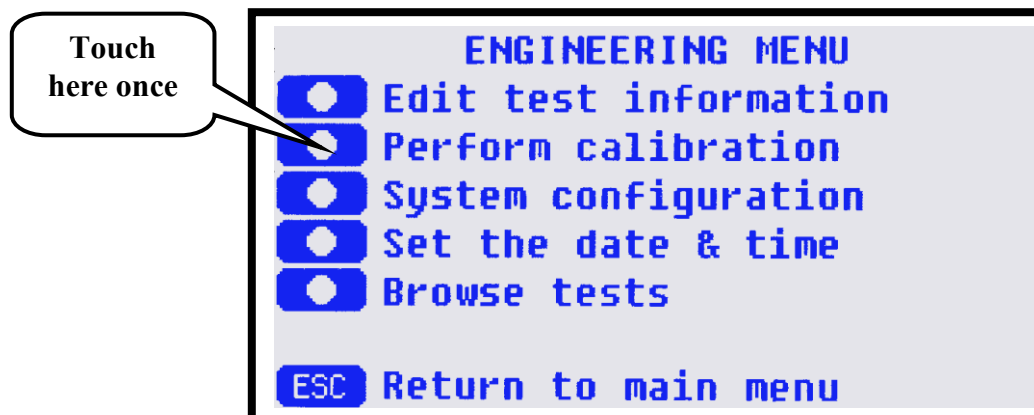 Touch
here once
ENGINEERING MENU
Edit test information
Perform calibration
System configuration
Set the date & time
Browse tests
ESC Return to main menu